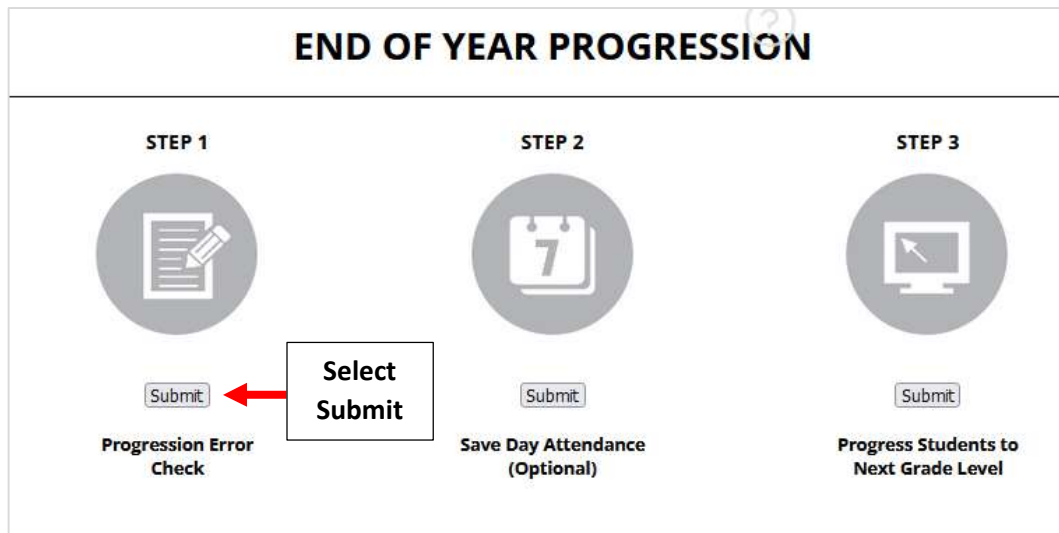 END OF YEAR PROGRESSION
?
STEP 1
STEP 2
STEP 3
7
Submit
Select
Submit
Submit
Submit
Progression Error
Check
Save Day Attendance
(Optional)
Progress Students to
Next Grade Level